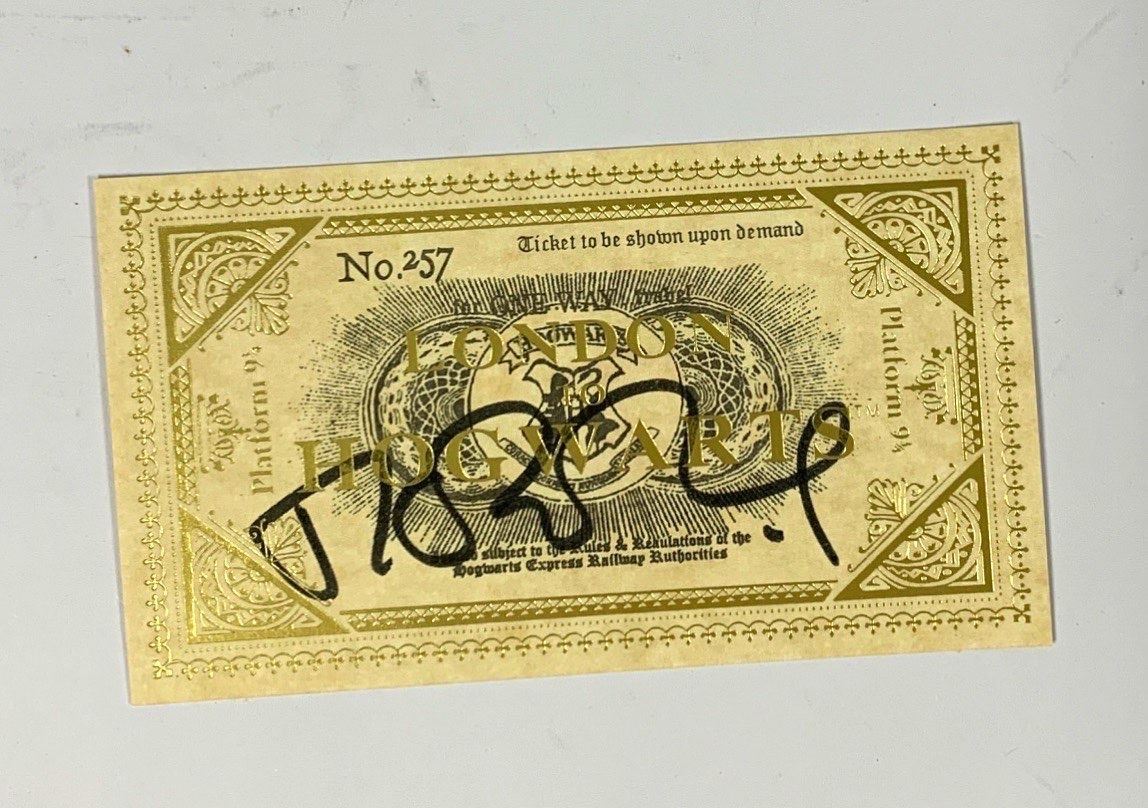 No.257
Ticket to be shown upon demand
for ONE WAY travel
LONDON
to
HOGWARTS™
Platform 9¾
Platform 9¾
subject to the Rules & Regulations of the
Hogwarts Express Railway Authorities